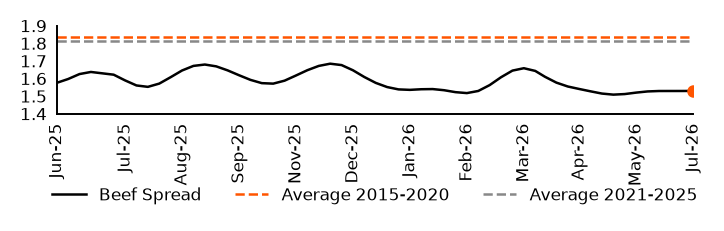 1.9
1.8
1.7
1.6
1.5
1.4
Jun-25
Jul-25
Aug-25
Sep-25
Nov-25
Dec-25
Jan-26
Feb-26
Mar-26
Apr-26
May-26
Jul-26
Beef Spread
Average 2015-2020
Average 2021-2025